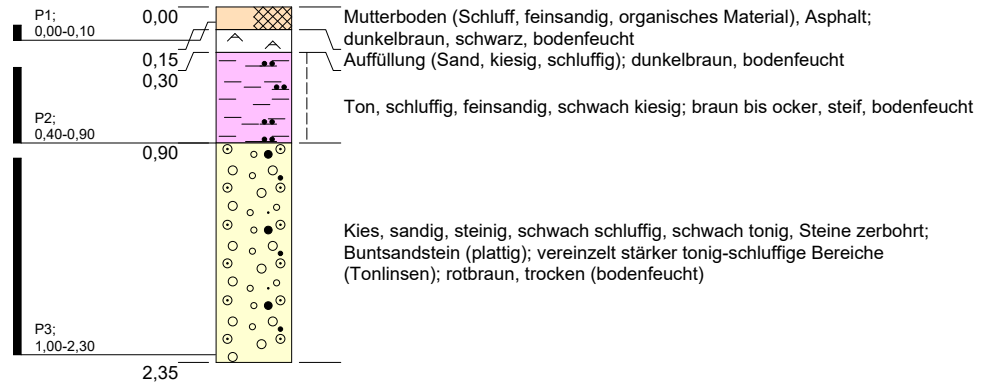 P1;
0,00-0,10
0,00
Mutterboden (Schluff, feinsandig, organisches Material), Asphalt;
dunkelbraun, schwarz, bodenfeucht
0,15
Auffüllung (Sand, kiesig, schluffig); dunkelbraun, bodenfeucht
0,30
Ton, schluffig, feinsandig, schwach kiesig; braun bis ocker, steif, bodenfeucht
P2;
0,40-0,90
0,90
Kies, sandig, steinig, schwach schluffig, schwach tonig, Steine zerbohrt;
Buntsandstein (plattig); vereinzelt stärker tonig-schluffige Bereiche
(Tonlinsen); rotbraun, trocken (bodenfeucht)
P3;
1,00-2,30
2,35